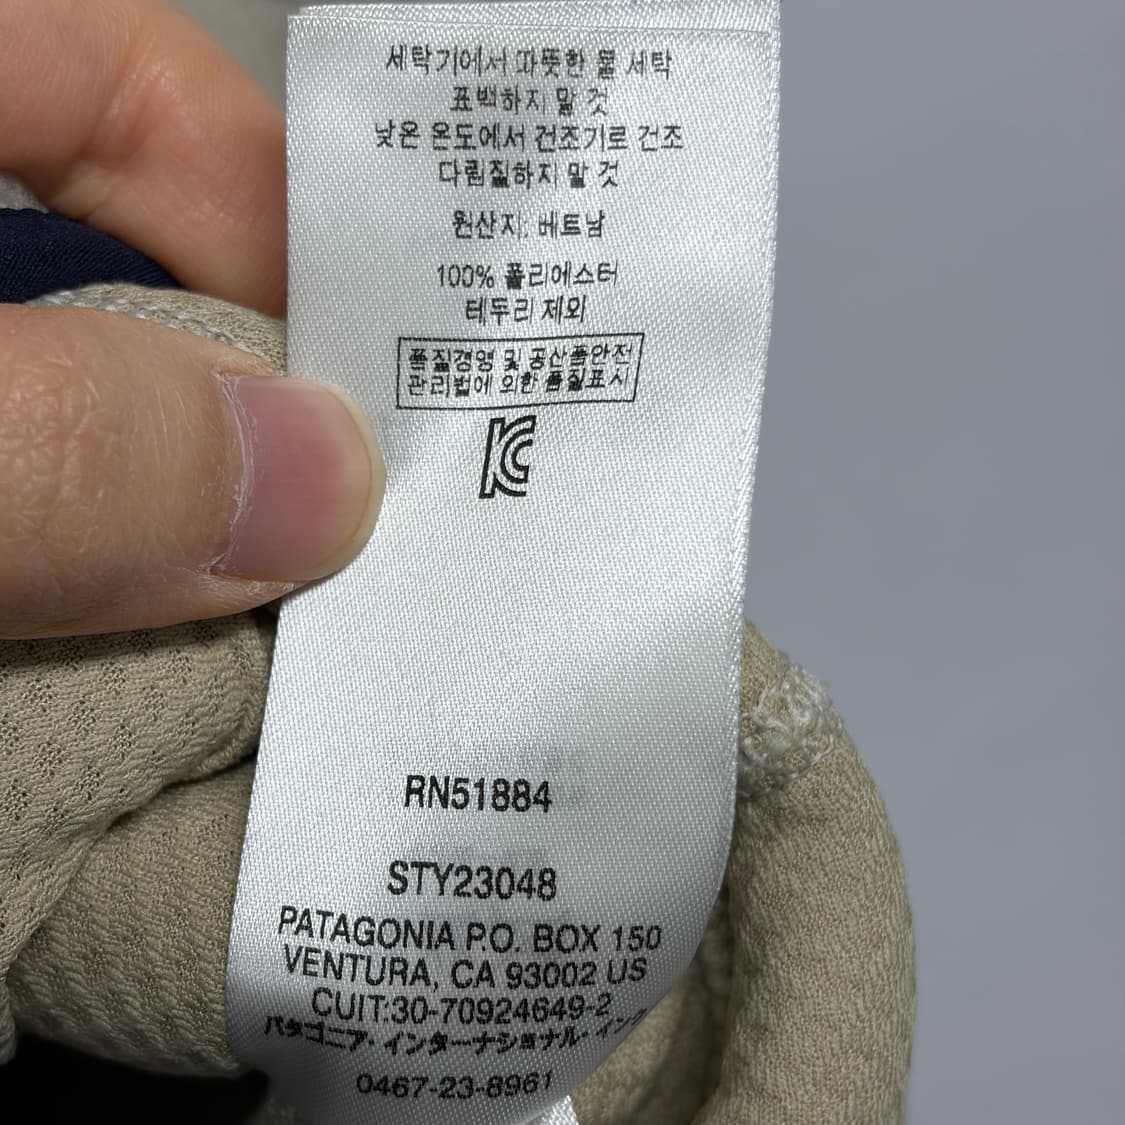 세탁기에서 따뜻한 물 세탁
표백하지 말 것
낮은 온도에서 건조기로 건조
다림질하지 말 것
원산지: 베트남
100% 폴리에스터
테두리 제외
품질경영 및 공산품안전
관리법에 의한 품질표시
KC
RN51884
STY23048
PATAGONIA P.O. BOX 150
VENTURA, CA 93002 US
CUIT:30-70924649-2
パタゴニア・インターナショナル・インク
0467-23-8961